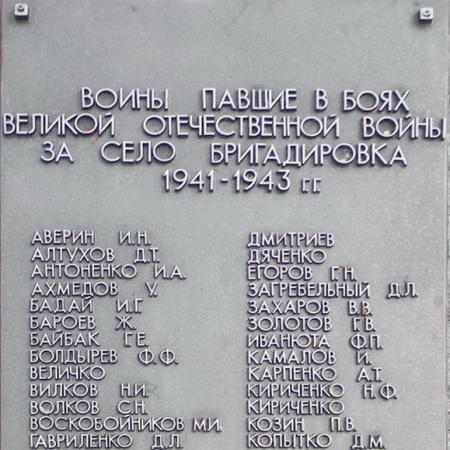 ВОИНЫ ПАВШИЕ В БОЯХ
ВЕЛИКОЙ ОТЕЧЕСТВЕННОЙ ВОЙНЫ
ЗА СЕЛО БРИГАДИРОВКА
1941-1943 г.г.
АВЕРИН И.Н.
АЛТУХОВ Д.Т.
АНТОНЕНКО И.А.
АХМЕДОВ У.
БАДАЙ И.Г
БАРОЕВ Ж.
БАЙБАК Г.Е.
БОЛДЫРЕВ Ф.Ф.
ВЕЛИЧКО
ВИЛКОВ Н.И.
ВОЛКОВ С.Н.
ВОСКОБОЙНИКОВ М.И.
ГАВРИЛЕНКО Д.Л.
ДМИТРИЕВ
ДЯЧЕНКО
ЕГОРОВ Г.Н.
ЗАГРЕБЕЛЬНЫЙ Д.Л.
ЗАХАРОВ В.В.
ЗОЛОТОВ Г.В.
ИВАНЮТА Ф.П.
КАМАЛОВ И.
КАРПЕНКО А.Т.
КИРИЧЕНКО Н.Ф.
КИРИЧЕНКО
КОЗИН П.В.
КОПЫТКО Д.М.